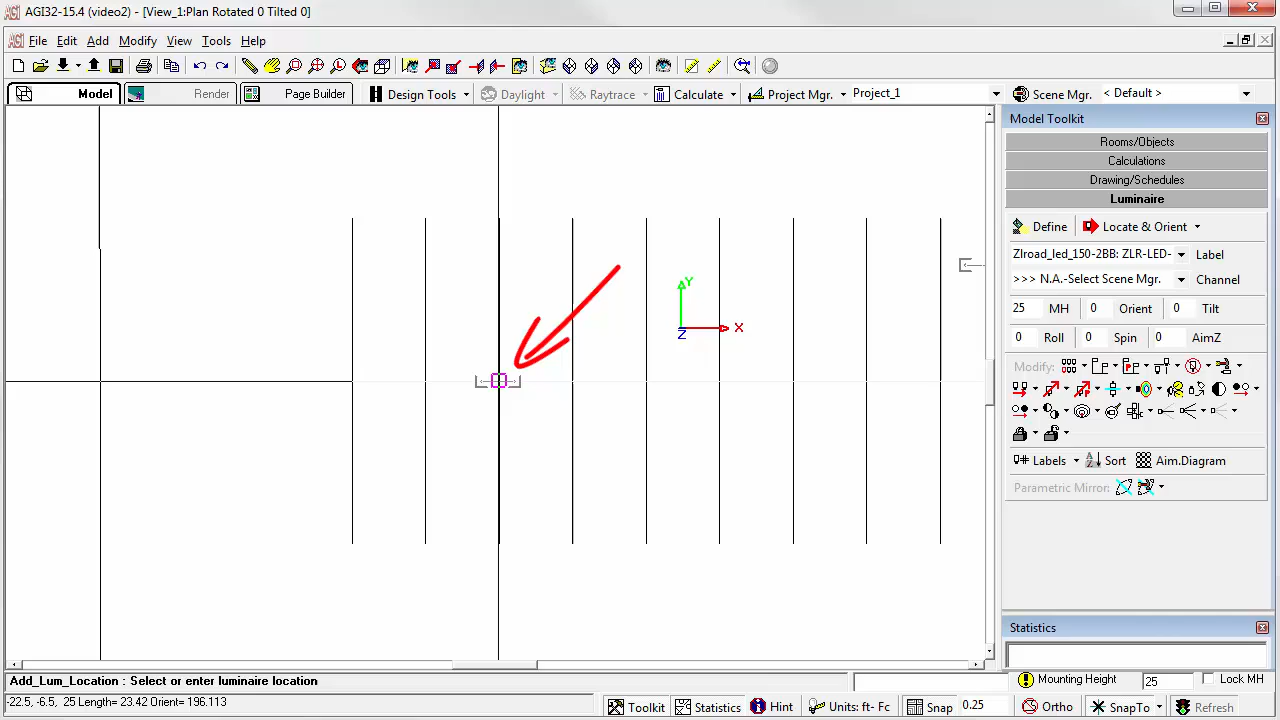 AGI32-15.4 (video2) - [View_1:Plan Rotated 0 Tilted 0]
AGI File Edit Add Modify View Tools Help
Model Render Page Builder Design Tools Daylight Raytrace Calculate Project Mgr. Project_1 Scene Mgr. < Default >
Model Toolkit
Rooms/Objects
Calculations
Drawing/Schedules
Luminaire
Define Locate & Orient
Zlroad_led_150-2BB: ZLR-LED- Label
>>> N.A.-Select Scene Mgr. Channel
25 MH 0 Orient 0 Tilt
0 Roll 0 Spin 0 AimZ
Modify:
Labels Sort Aim.Diagram
Parametric Mirror:
Y
X
Z
Statistics
Add_Lum_Location : Select or enter luminaire location
Mounting Height 25 Lock MH
-22.5, -6.5, 25 Length= 23.42 Orient= 196.113
Toolkit Statistics Hint Units: ft- Fc Snap 0.25 Ortho SnapTo Refresh